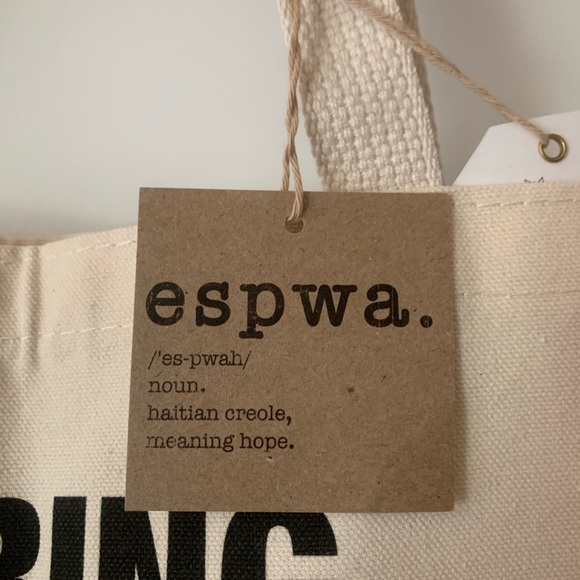 espwa.
/'es-pwah/
noun.
haitian creole,
meaning hope.